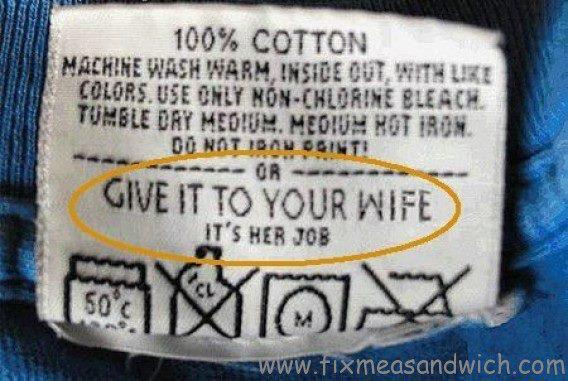 100% COTTON
MACHINE WASH WARM, INSIDE OUT, WITH LIKE
COLORS. USE ONLY NON-CHLORINE BLEACH.
TUMBLE DRY MEDIUM. MEDIUM HOT IRON.
DO NOT IRON PRINT!
OR
GIVE IT TO YOUR WIFE
IT'S HER JOB
50°C
CL
M
www.fixmeasandwich.com